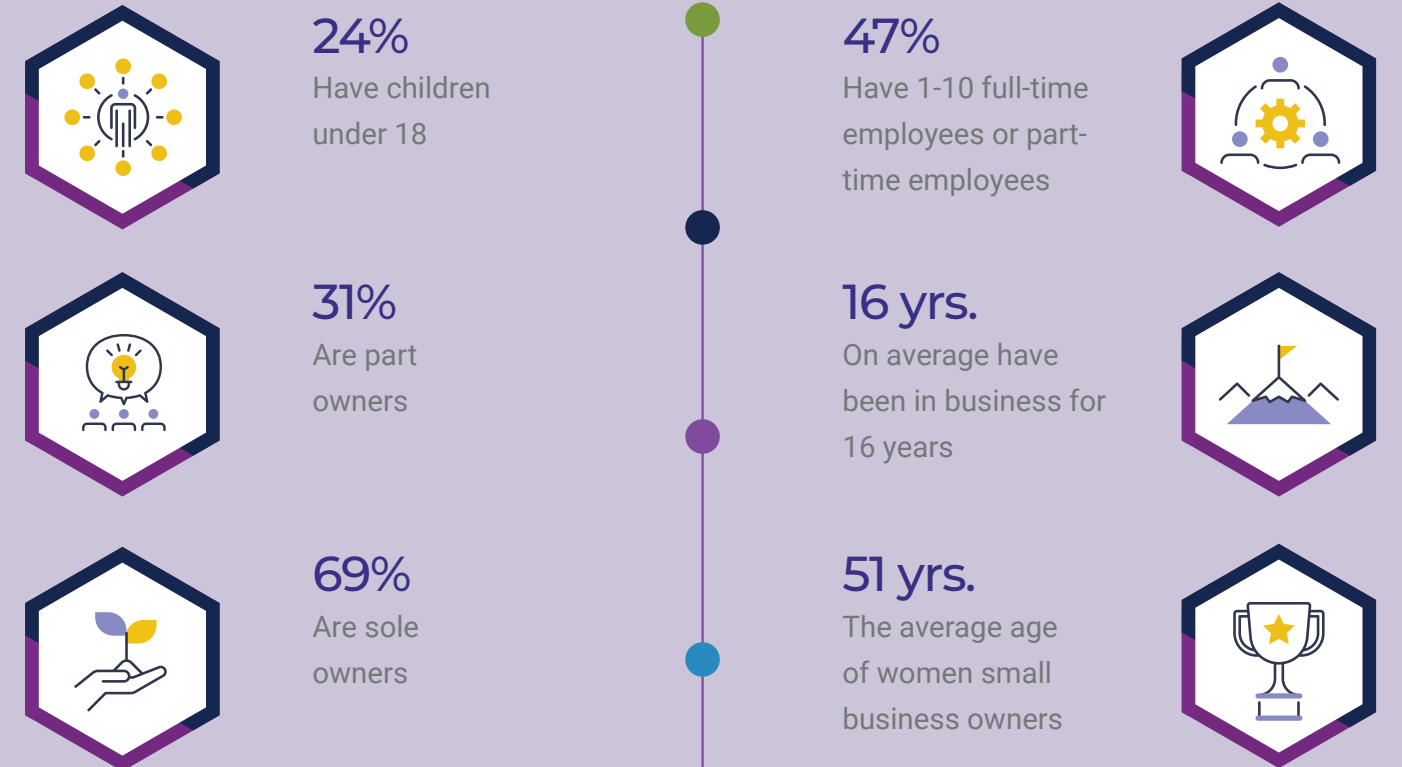 24%
Have children
under 18
31%
Are part
owners
69%
Are sole
owners
47%
Have 1-10 full-time
employees or part-
time employees
16 yrs.
On average have
been in business for
16 years
51 yrs.
The average age
of women small
business owners